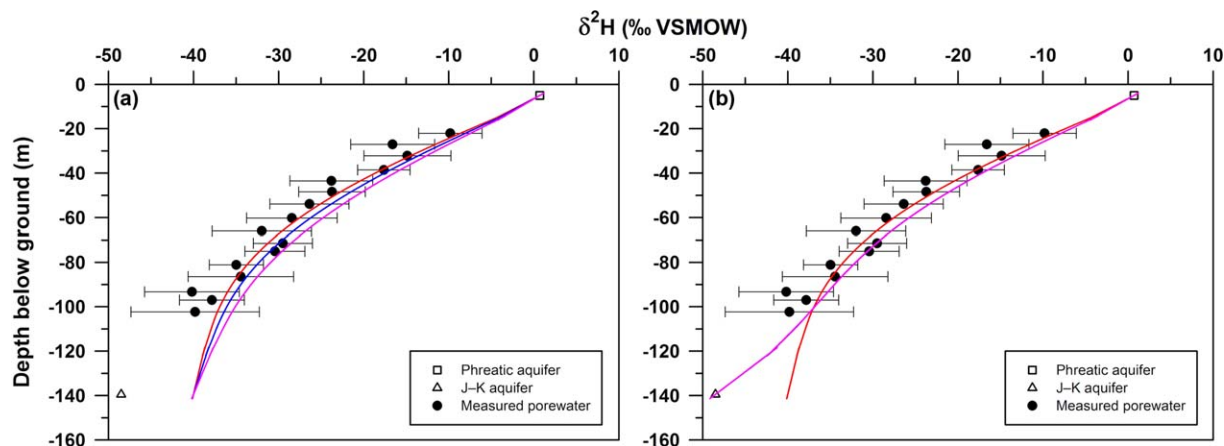 δ²H (‰ VSMOW)
-50 -40 -30 -20 -10 0 10
-50 -40 -30 -20 -10 0 10
Depth below ground (m)
0
-20
-40
-60
-80
-100
-120
-140
-160
(a)
Phreatic aquifer
J–K aquifer
Measured porewater
0
-20
-40
-60
-80
-100
-120
-140
-160
(b)
Phreatic aquifer
J–K aquifer
Measured porewater